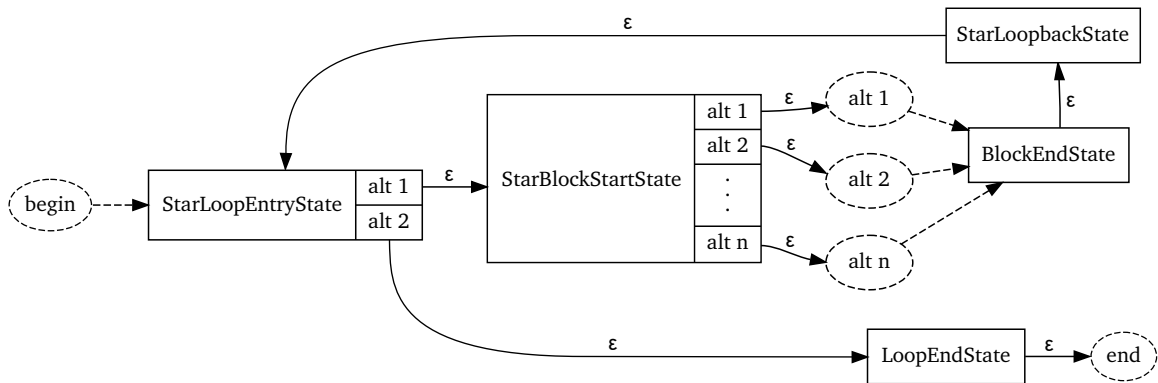 ε
StarLoopbackState
alt 1
ε
alt 1
ε
alt 2
ε
BlockEndState
StarBlockStartState
alt 2
begin
StarLoopEntryState
alt 1
ε
alt 2
.
.
.
alt n
ε
alt n
ε
LoopEndState
ε
end